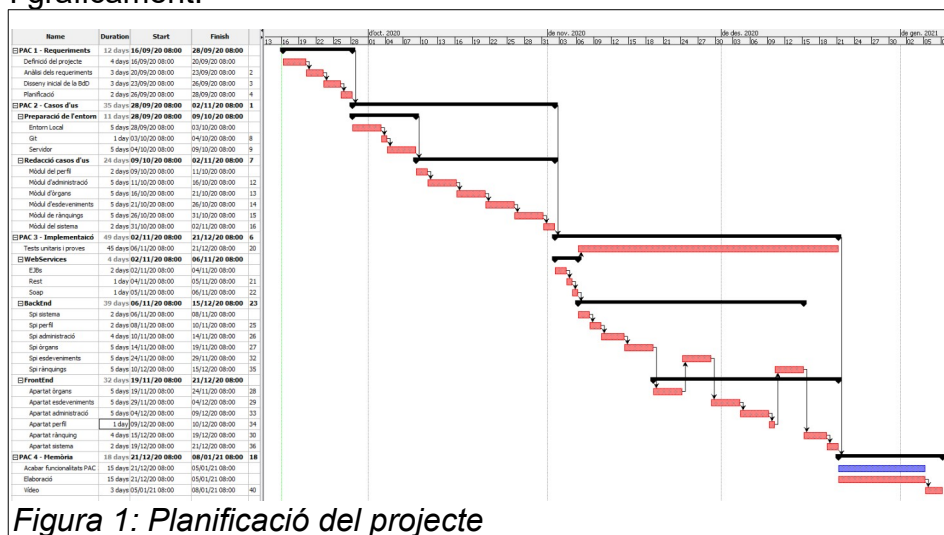 i gràficament.
Name Duration Start Finish
d'oct. 2020 de nov. 2020 de des. 2020 de gen. 2021
13 16 19 22 25 28 01 04 07 10 13 16 19 22 25 28 31 03 06 09 12 15 18 21 24 27 30 03 06 09 12 15 18 21 24 27 30 02 05
PAC 1 - Requeriments 12 days 16/09/20 08:00 28/09/20 08:00
Definició del projecte 4 days 16/09/20 08:00 20/09/20 08:00
Anàlisi dels requeriments 3 days 20/09/20 08:00 23/09/20 08:00 2
Disseny inicial de la BdD 3 days 23/09/20 08:00 26/09/20 08:00 3
Planificació 2 days 26/09/20 08:00 28/09/20 08:00 4
PAC 2 - Casos d'us 35 days 28/09/20 08:00 02/11/20 08:00 1
Preparació de l'entorn 11 days 28/09/20 08:00 09/10/20 08:00
Entorn Local 5 days 28/09/20 08:00 03/10/20 08:00
Git 1 day 03/10/20 08:00 04/10/20 08:00 8
Servidor 5 days 04/10/20 08:00 09/10/20 08:00 9
Redacció casos d'us 24 days 09/10/20 08:00 02/11/20 08:00 7
Mòdul del perfil 2 days 09/10/20 08:00 11/10/20 08:00
Mòdul d'administració 5 days 11/10/20 08:00 16/10/20 08:00 12
Mòdul d'òrgans 5 days 16/10/20 08:00 21/10/20 08:00 13
Mòdul d'esdeveniments 5 days 21/10/20 08:00 26/10/20 08:00 14
Mòdul de rànquings 5 days 26/10/20 08:00 31/10/20 08:00 15
Mòdul del sistema 2 days 31/10/20 08:00 02/11/20 08:00 16
PAC 3 - Implementaició 49 days 02/11/20 08:00 21/12/20 08:00 6
Tests unitaris i proves 45 days 06/11/20 08:00 21/12/20 08:00 20
WebServices 4 days 02/11/20 08:00 06/11/20 08:00
EJBs 2 days 02/11/20 08:00 04/11/20 08:00
Rest 1 day 04/11/20 08:00 05/11/20 08:00 21
Soap 1 day 05/11/20 08:00 06/11/20 08:00 22
BackEnd 39 days 06/11/20 08:00 15/12/20 08:00 23
Spi sistema 2 days 06/11/20 08:00 08/11/20 08:00
Spi perfil 2 days 08/11/20 08:00 10/11/20 08:00 25
Spi administració 4 days 10/11/20 08:00 14/11/20 08:00 26
Spi òrgans 5 days 14/11/20 08:00 19/11/20 08:00 27
Spi esdeveniments 5 days 24/11/20 08:00 29/11/20 08:00 32
Spi rànquings 5 days 10/12/20 08:00 15/12/20 08:00 35
FrontEnd 32 days 19/11/20 08:00 21/12/20 08:00
Apartat órgans 5 days 19/11/20 08:00 24/11/20 08:00 28
Apartat esdeveniments 5 days 29/11/20 08:00 04/12/20 08:00 29
Apartat administració 5 days 04/12/20 08:00 09/12/20 08:00 33
Apartat perfil 1 day 09/12/20 08:00 10/12/20 08:00 34
Apartat rànquing 4 days 15/12/20 08:00 19/12/20 08:00 30
Apartat sistema 2 days 19/12/20 08:00 21/12/20 08:00 36
PAC 4 - Memòria 18 days 21/12/20 08:00 08/01/21 08:00 18
Acabar funcionalitats PAC 15 days 21/12/20 08:00 05/01/21 08:00
Elaboració 15 days 21/12/20 08:00 05/01/21 08:00
Vídeo 3 days 05/01/21 08:00 08/01/21 08:00 40
Figura 1: Planificació del projecte